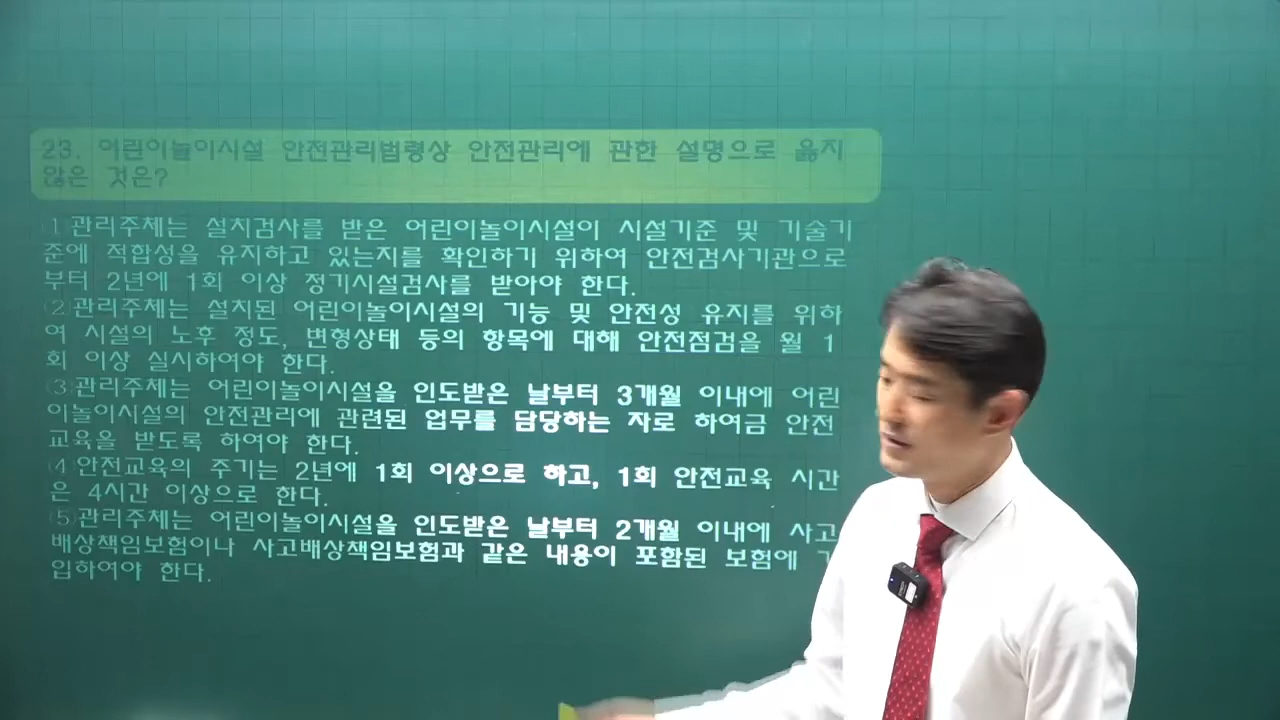 23. 어린이놀이시설 안전관리법령상 안전관리에 관한 설명으로 옳지
않은 것은?
(1)관리주체는 설치검사를 받은 어린이놀이시설이 시설기준 및 기술기
준에 적합성을 유지하고 있는지를 확인하기 위하여 안전검사기관으로
부터 2년에 1회 이상 정기시설검사를 받아야 한다.
(2)관리주체는 설치된 어린이놀이시설의 기능 및 안전성 유지를 위하
여 시설의 노후 정도, 변형상태 등의 항목에 대해 안전점검을 월 1
회 이상 실시하여야 한다.
(3)관리주체는 어린이놀이시설을 인도받은 날부터 3개월 이내에 어린
이놀이시설의 안전관리에 관련된 업무를 담당하는 자로 하여금 안전
교육을 받도록 하여야 한다.
(4)안전교육의 주기는 2년에 1회 이상으로 하고, 1회 안전교육 시간
은 4시간 이상으로 한다.
(5)관리주체는 어린이놀이시설을 인도받은 날부터 2개월 이내에 사고
배상책임보험이나 사고배상책임보험과 같은 내용이 포함된 보험에
입하여야 한다.